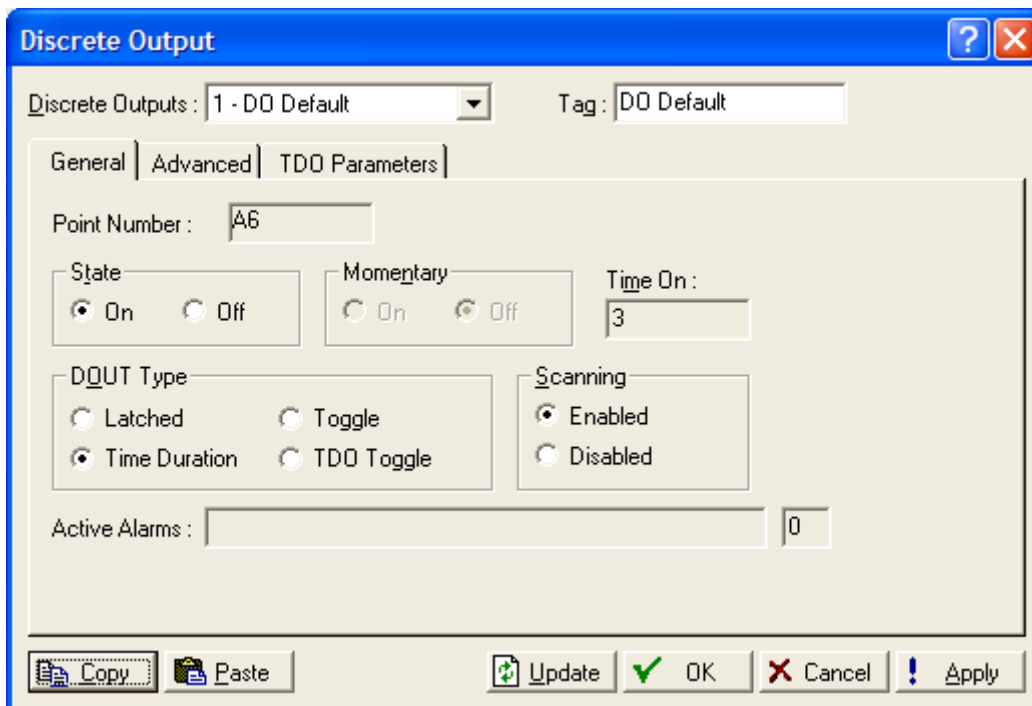 Discrete Output
Discrete Outputs : 1 - DO Default Tag : DO Default
General Advanced TDO Parameters
Point Number : A6
State Momentary Time On :
On Off On Off 3
DOUT Type Scanning
Latched Toggle Enabled
Time Duration TDO Toggle Disabled
Active Alarms : 0
Copy Paste Update OK Cancel ! Apply